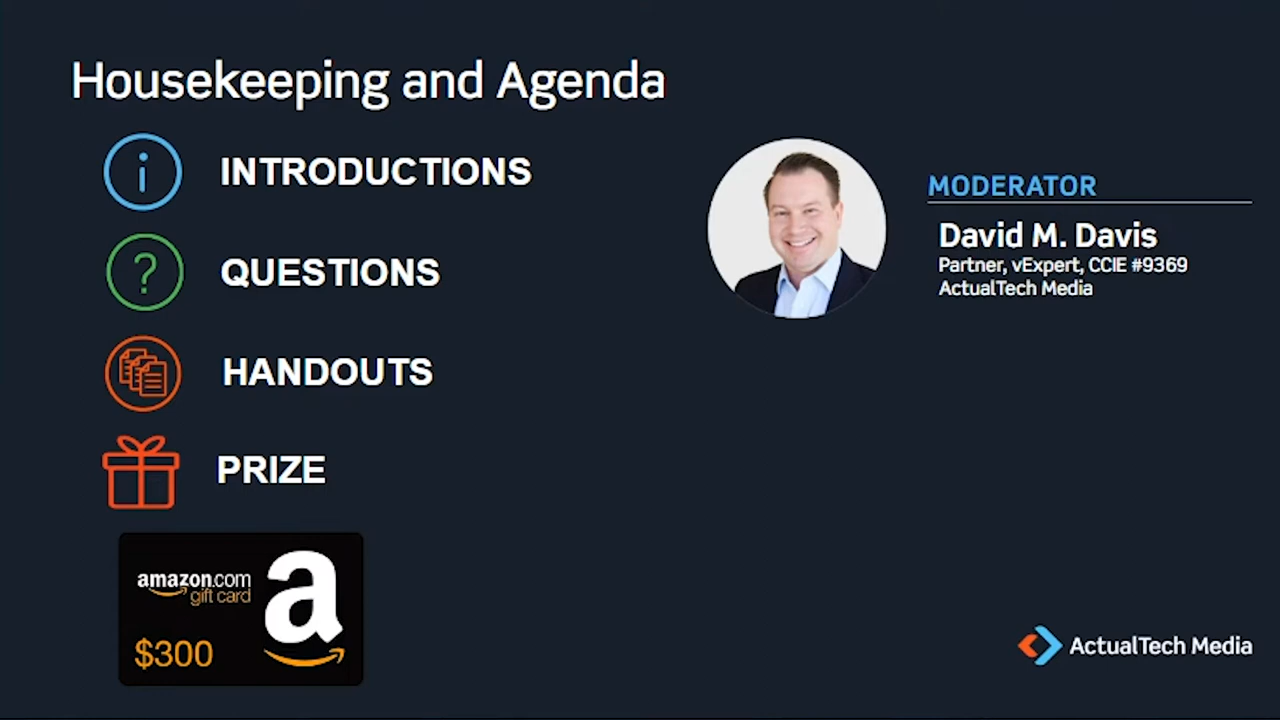 Housekeeping and Agenda
INTRODUCTIONS
QUESTIONS
HANDOUTS
PRIZE
amazon.com
gift card
$300
MODERATOR
David M. Davis
Partner, vExpert, CCIE #9369
ActualTech Media
ActualTech Media